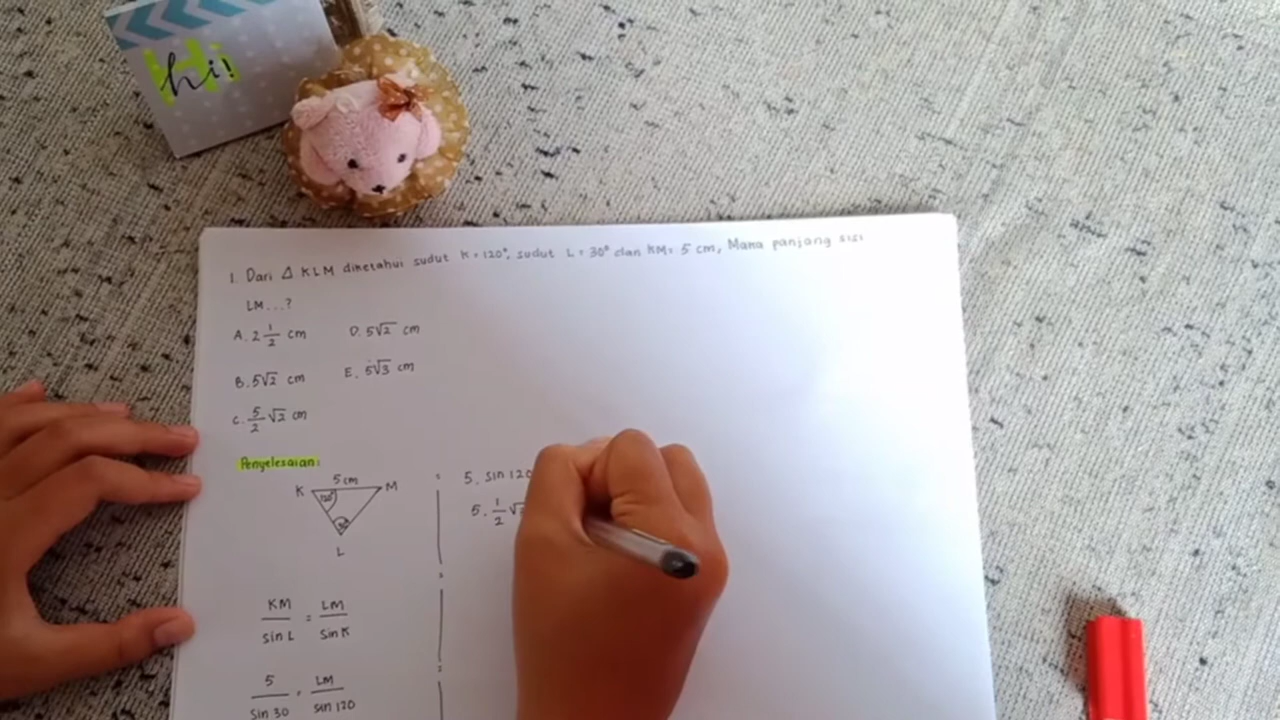 hi!
1. Dari △ KLM diketahui sudut K = 120°, sudut L = 30° dan KM = 5 cm, Maka panjang sisi
LM...?
A. 2 1/2 cm
D. 5√2 cm
B. 5√2 cm
E. 5√3 cm
C. 5/2 √2 cm
Penyelesaian:
5 cm
K
M
120°
30°
L
KM/sin L = LM/sin K
5/sin 30 = LM/sin 120
5. sin 120
5. 1/2 √